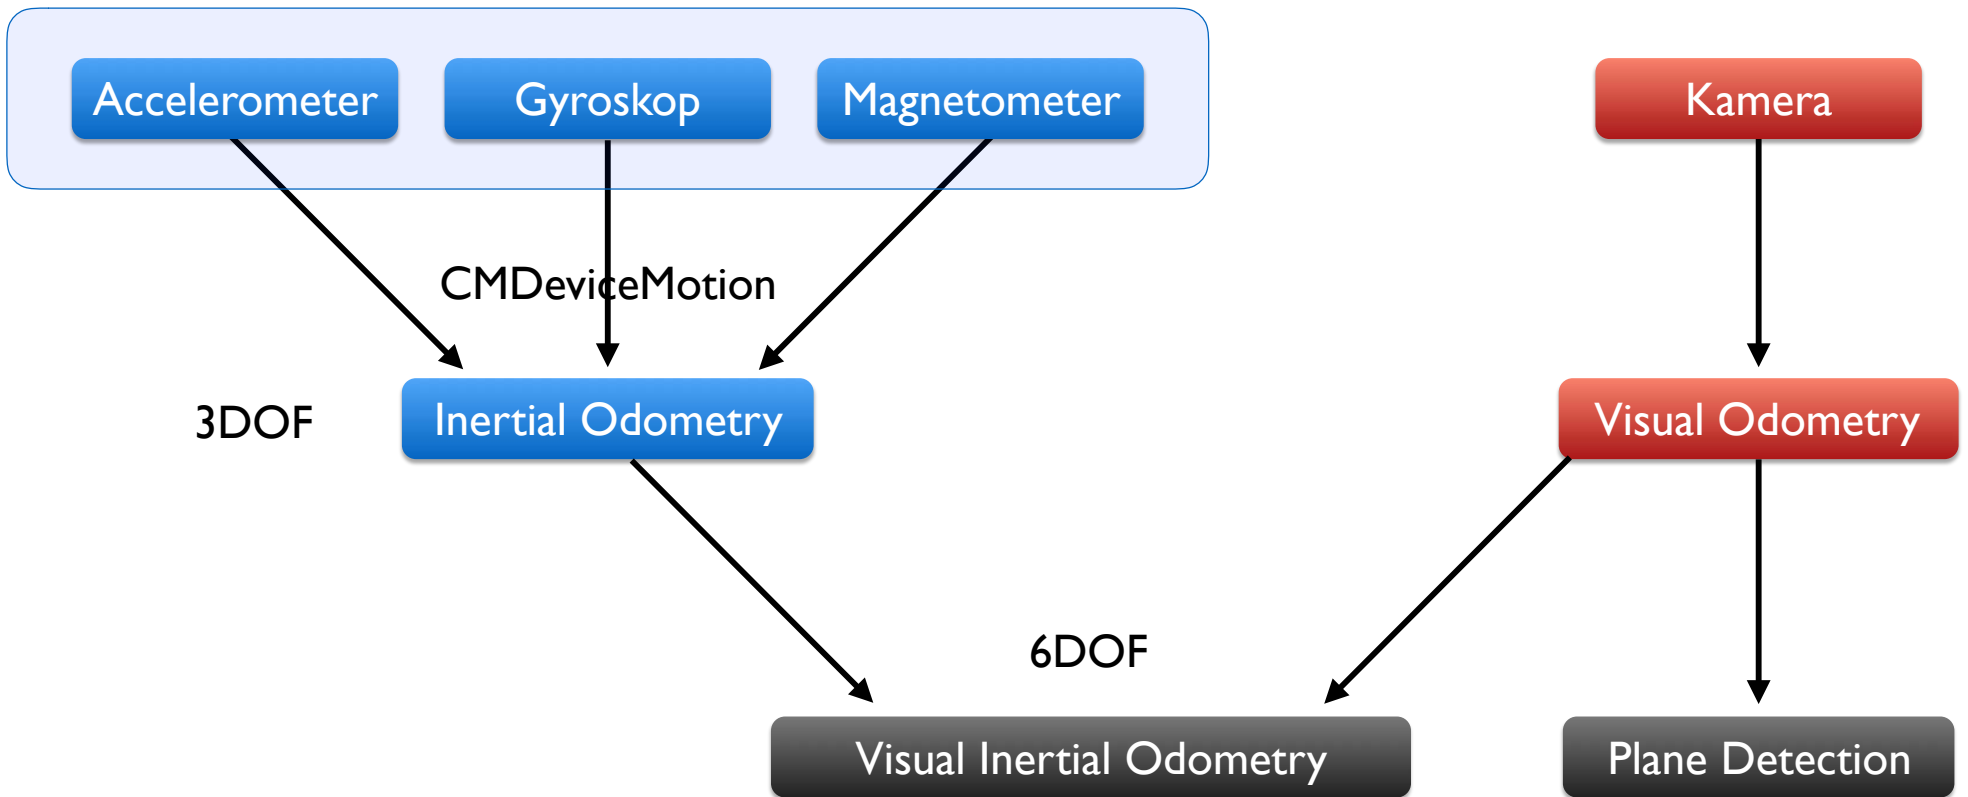 Accelerometer
Gyroskop
Magnetometer
Kamera
CMDeviceMotion
3DOF
Inertial Odometry
Visual Odometry
6DOF
Visual Inertial Odometry
Plane Detection